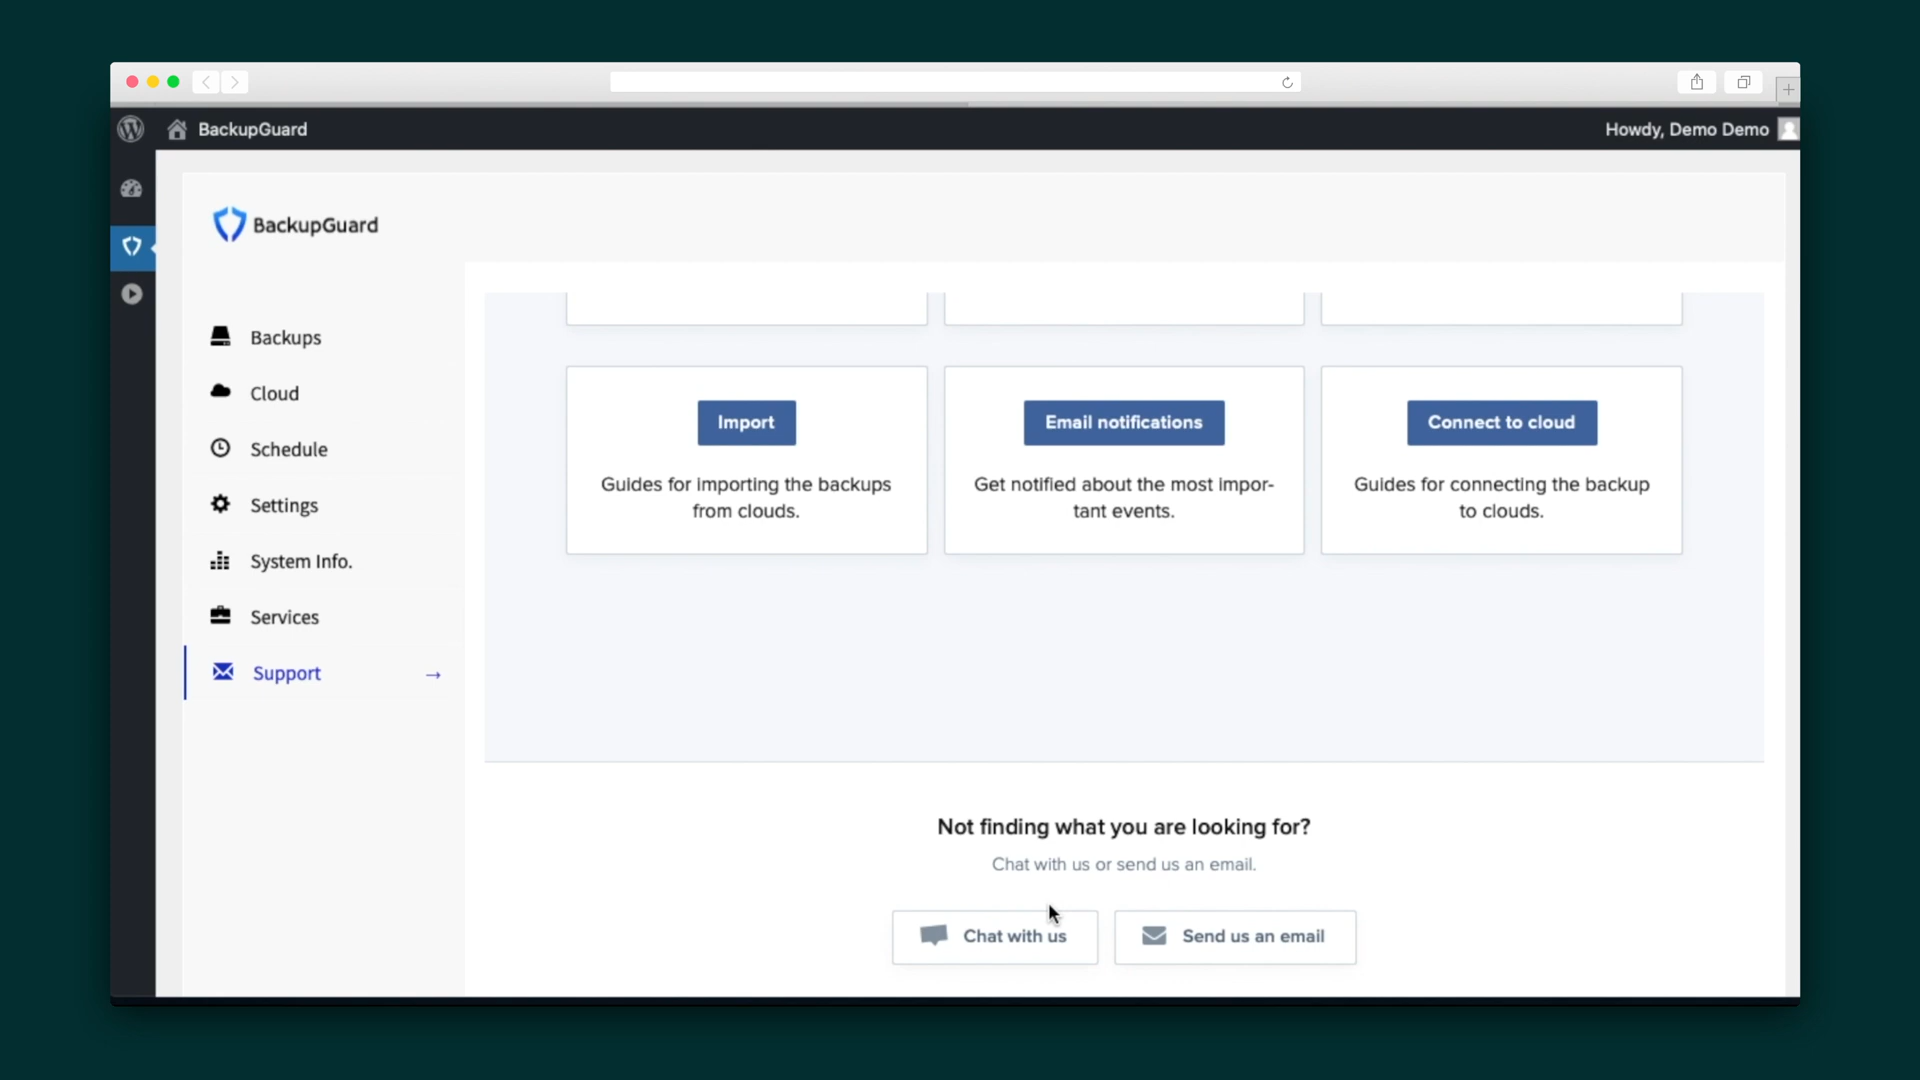 BackupGuard
Howdy, Demo Demo
BackupGuard
Backups
Cloud
Schedule
Settings
System Info.
Services
Support →
Import
Guides for importing the backups
from clouds.
Email notifications
Get notified about the most impor-
tant events.
Connect to cloud
Guides for connecting the backup
to clouds.
Not finding what you are looking for?
Chat with us or send us an email.
Chat with us
Send us an email